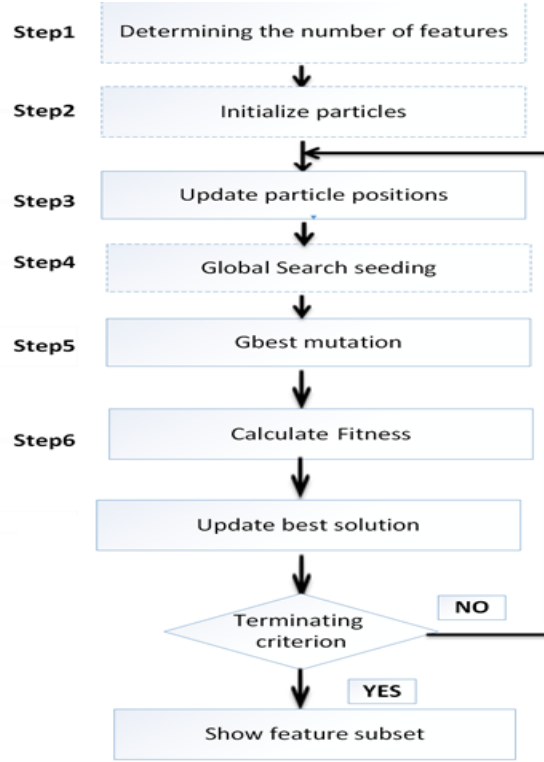 Step1
Determining the number of features
Step2
Initialize particles
Step3
Update particle positions
Step4
Global Search seeding
Step5
Gbest mutation
Step6
Calculate Fitness
Update best solution
Terminating
criterion
NO
YES
Show feature subset